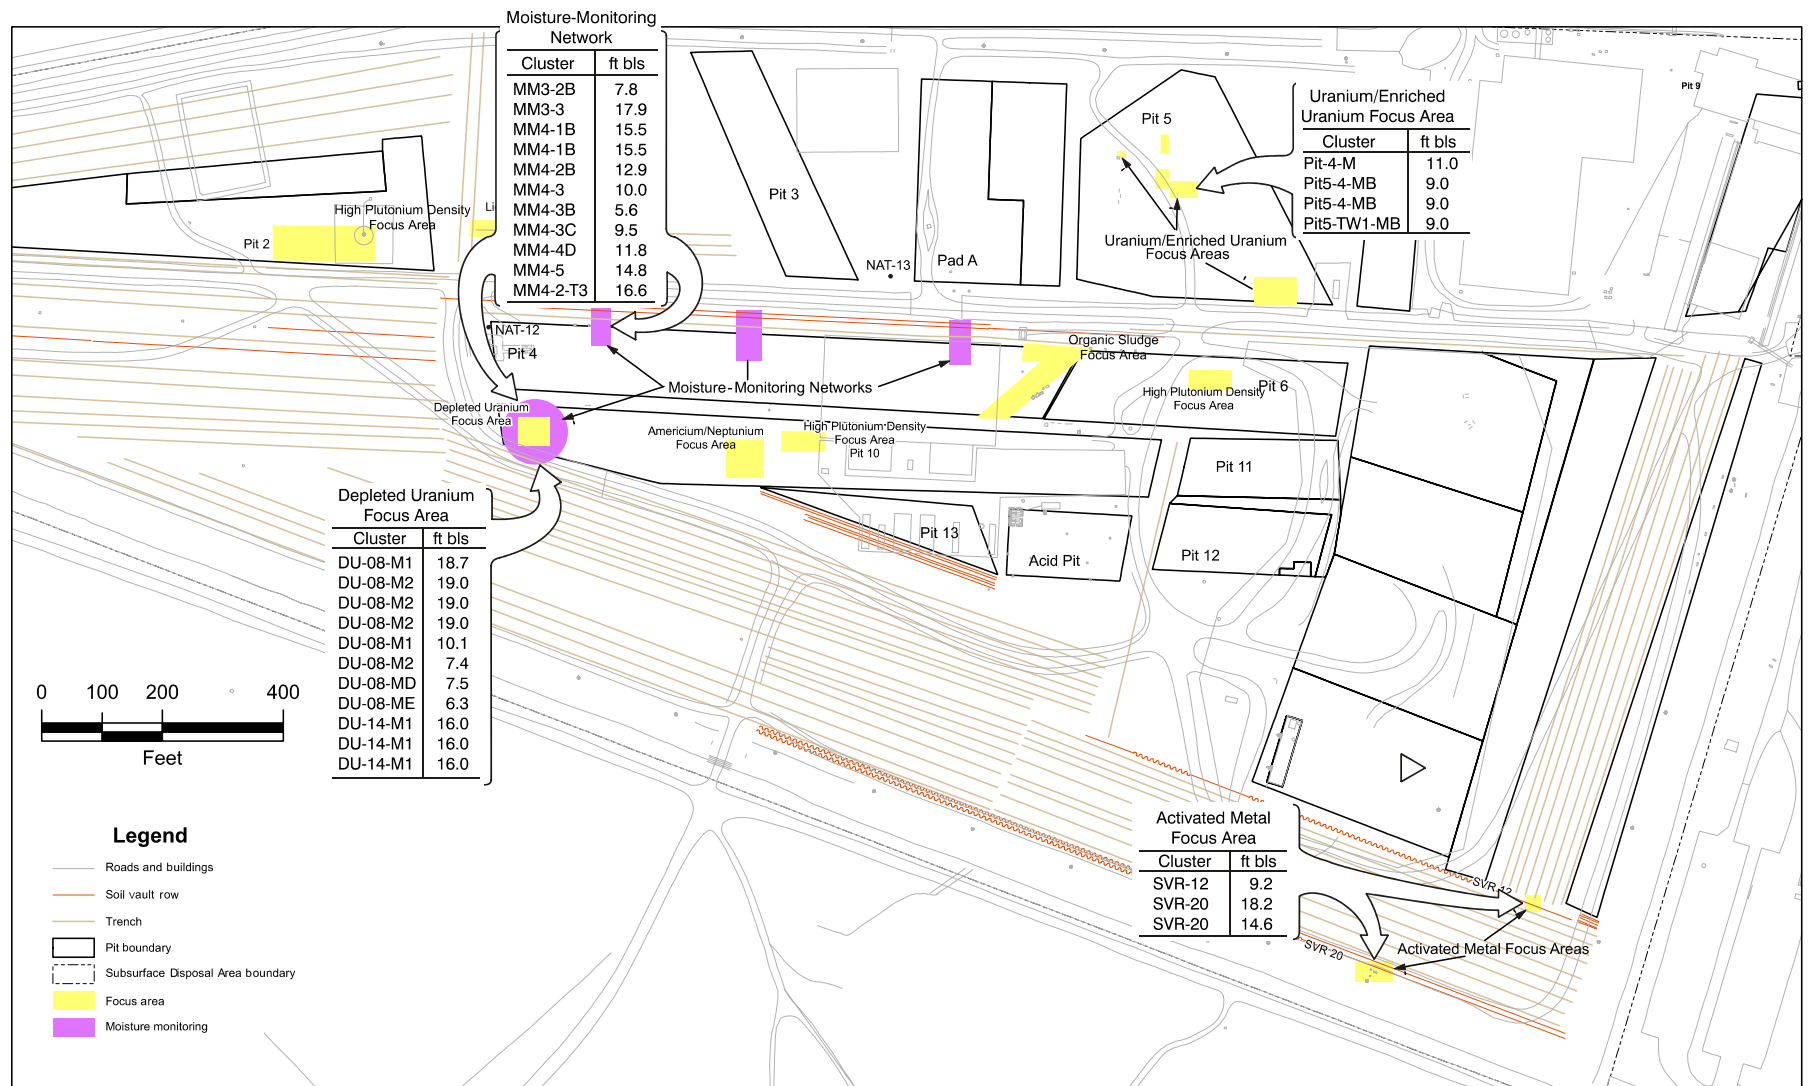 Moisture-Monitoring
Network
Cluster ft bls
MM3-2B 7.8
MM3-3 17.9
MM4-1B 15.5
MM4-1B 15.5
MM4-2B 12.9
MM4-3 10.0
MM4-3B 5.6
MM4-3C 9.5
MM4-4D 11.8
MM4-5 14.8
MM4-2-T3 16.6
Uranium/Enriched
Uranium Focus Area
Cluster ft bls
Pit-4-M 11.0
Pit5-4-MB 9.0
Pit5-4-MB 9.0
Pit5-TW1-MB 9.0
Pit 9
Pit 5
Pit 3
High Plutonium Density
Focus Area
Li
Pit 2
Uranium/Enriched Uranium
Focus Areas
NAT-13
Pad A
NAT-12
Pit 4
Organic Sludge
Focus Area
Moisture-Monitoring Networks
High Plutonium Density
Focus Area
Pit 6
Depleted Uranium
Focus Area
Americium/Neptunium
Focus Area
High Plutonium Density
Focus Area
Pit 10
Pit 11
Pit 13
Acid Pit
Pit 12
Depleted Uranium
Focus Area
Cluster ft bls
DU-08-M1 18.7
DU-08-M2 19.0
DU-08-M2 19.0
DU-08-M2 19.0
DU-08-M1 10.1
DU-08-M2 7.4
DU-08-MD 7.5
DU-08-ME 6.3
DU-14-M1 16.0
DU-14-M1 16.0
DU-14-M1 16.0
0 100 200 400
Feet
Activated Metal
Focus Area
Cluster ft bls
SVR-12 9.2
SVR-20 18.2
SVR-20 14.6
SVR-12
SVR 20
Activated Metal Focus Areas
Legend
Roads and buildings
Soil vault row
Trench
Pit boundary
Subsurface Disposal Area boundary
Focus area
Moisture monitoring